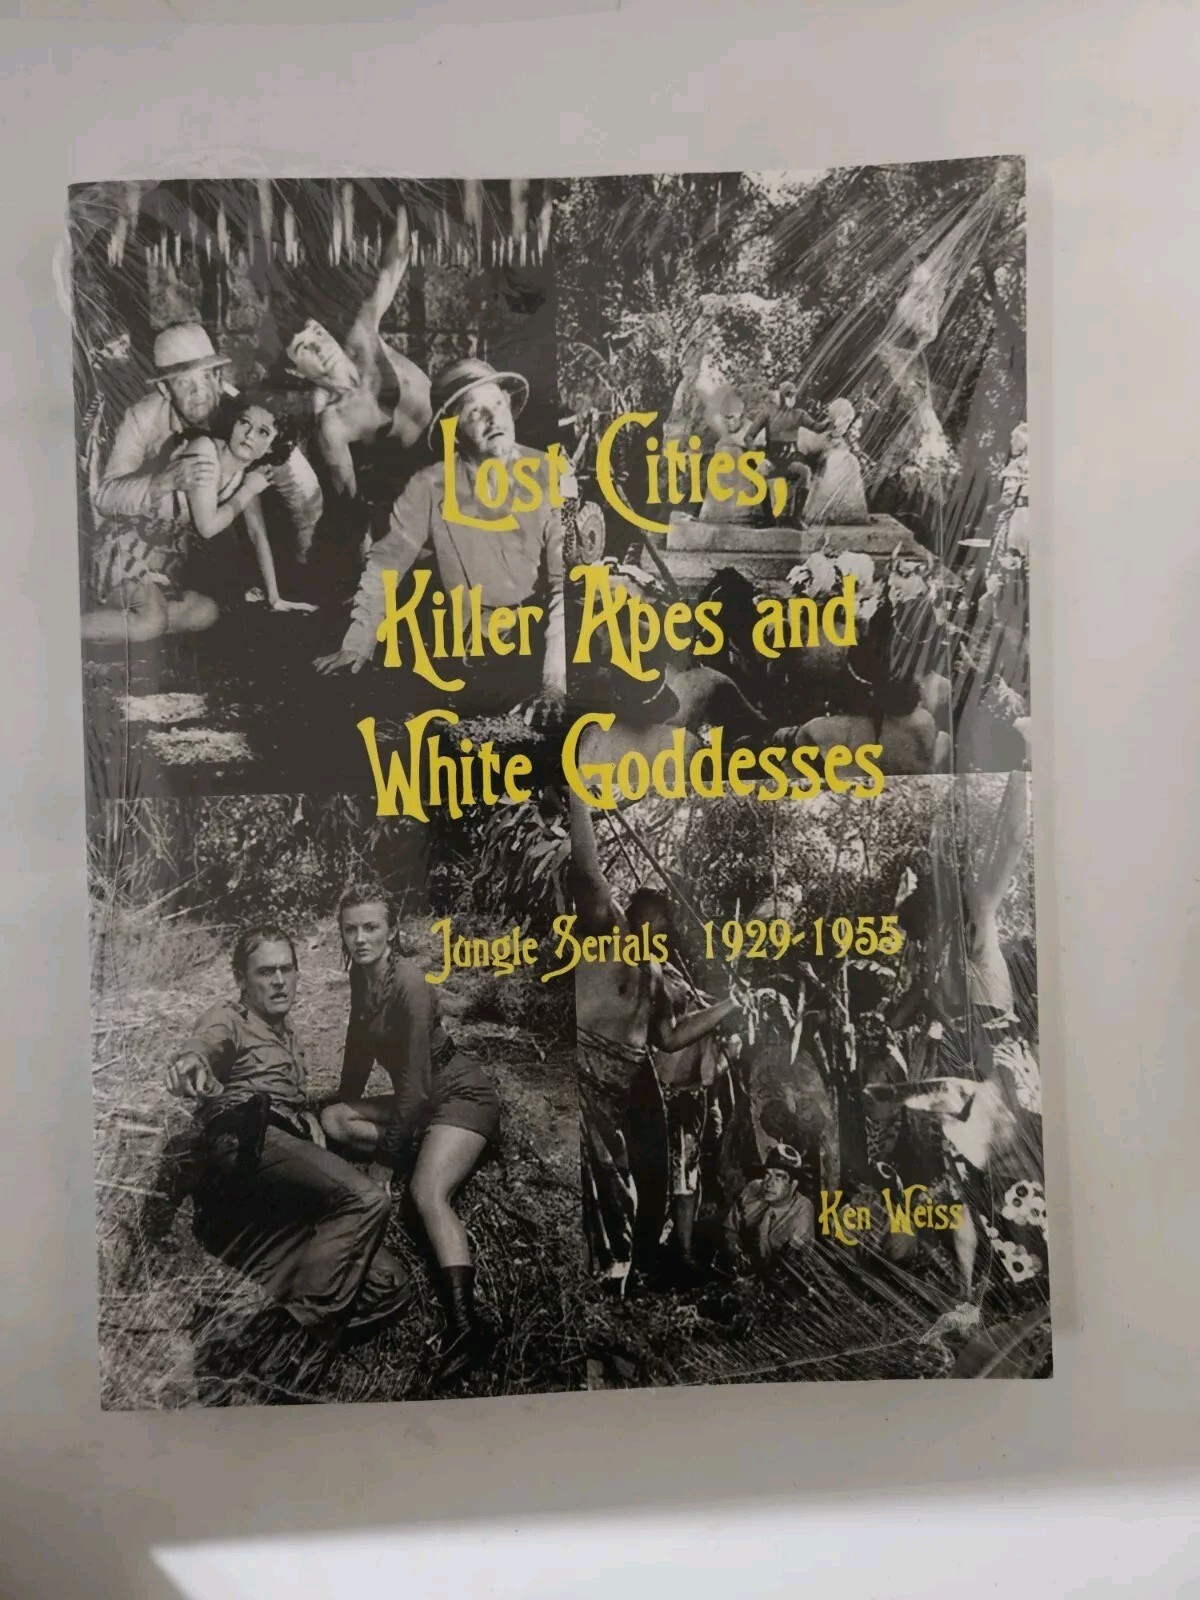 Lost Cities,
Killer Apes and
White Goddesses
Jungle Serials 1929-1955
Ken Weiss